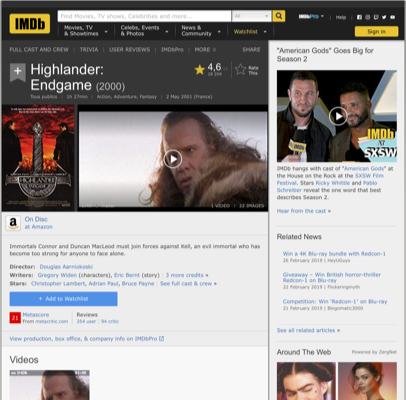 IMDb
Find Movies, TV shows, Celebrities and more...
All
IMDbPro
Help
Movies, TV & Showtimes
Celebs, Events & Photos
News & Community
Watchlist
Sign in
FULL CAST AND CREW | TRIVIA | USER REVIEWS | IMDbPro | MORE
SHARE
Highlander:
Endgame (2000)
4,6
Rate This
Tous publics | 1h 27min | Action, Adventure, Fantasy | 2 May 2001 (France)
HIGHLANDER
ENDGAME
1 VIDEO | 22 IMAGES
On Disc
at Amazon
Immortals Connor and Duncan MacLeod must join forces against Kell, an evil immortal who has
become too strong for anyone to face alone.
Director: Douglas Aarniokoski
Writers: Gregory Widen (characters), Eric Bernt (story) | 3 more credits »
Stars: Christopher Lambert, Adrian Paul, Bruce Payne | See full cast & crew »
+ Add to Watchlist
21
Metascore
From metacritic.com
Reviews
264 user | 94 critic
View production, box office, & company info on IMDbPro
Videos
"American Gods" Goes Big for
Season 2
IMDb
SXSW
IMDb hangs with cast of "American Gods" at
the House on the Rock at the SXSW Film
Festival. Stars Ricky Whittle and Pablo
Schreiber reveal the one word that best
describes Season 2.
Hear from the cast »
Related News
Win a 4K Blu-ray bundle with Redcon-1
26 February 2019 | HeyUGuys
Giveaway – Win British horror-thriller
Redcon-1 on Blu-ray
22 February 2019 | Flickeringmyth
Competition: Win 'Redcon-1' on Blu-ray
21 February 2019 | Blogomatic3000
See all related articles »
Around The Web
Powered by ZergNet